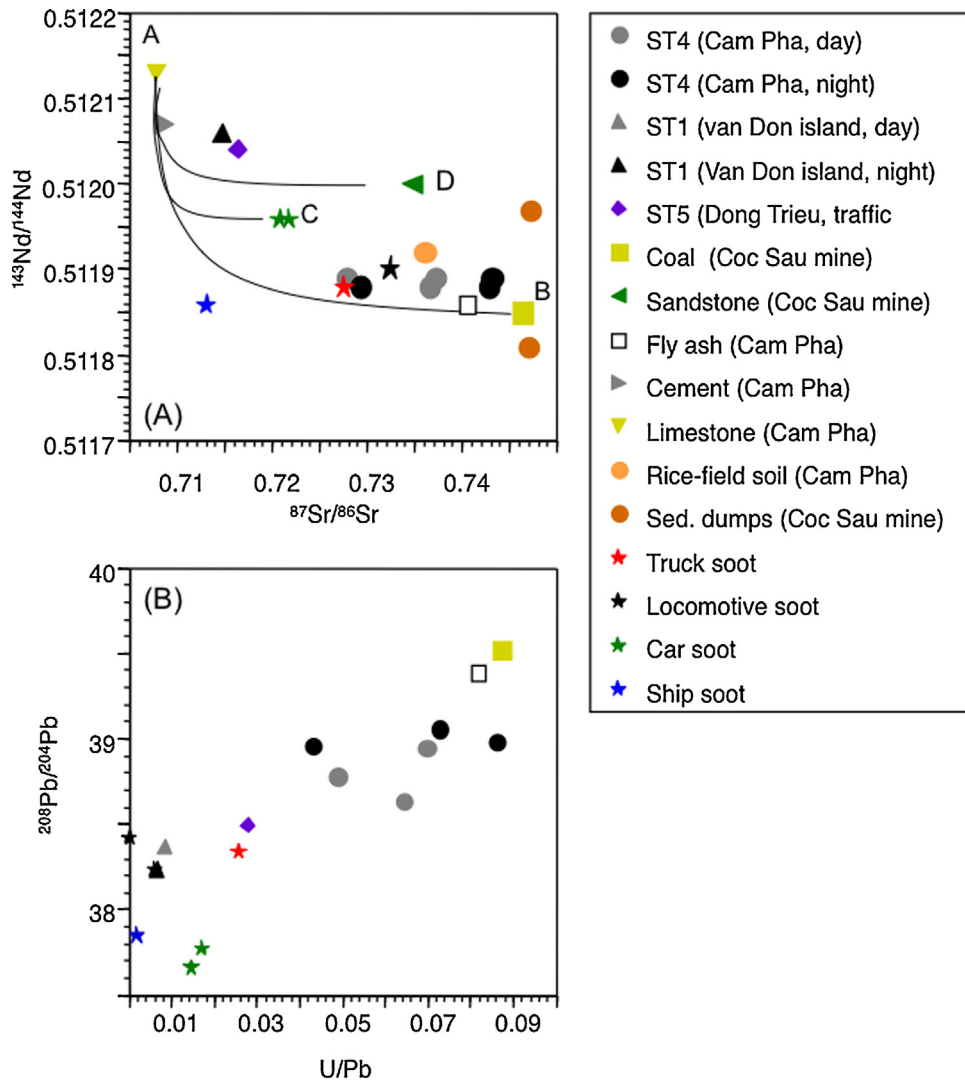 0.5122
0.5121
0.5120
0.5119
0.5118
0.5117
143Nd/144Nd
A
D
C
B
(A)
0.71 0.72 0.73 0.74
87Sr/86Sr
ST4 (Cam Pha, day)
ST4 (Cam Pha, night)
ST1 (van Don island, day)
ST1 (Van Don island, night)
ST5 (Dong Trieu, traffic
Coal (Coc Sau mine)
Sandstone (Coc Sau mine)
Fly ash (Cam Pha)
Cement (Cam Pha)
Limestone (Cam Pha)
Rice-field soil (Cam Pha)
Sed. dumps (Coc Sau mine)
Truck soot
Locomotive soot
Car soot
Ship soot
(B)
40
39
38
208Pb/204Pb
0.01 0.03 0.05 0.07 0.09
U/Pb